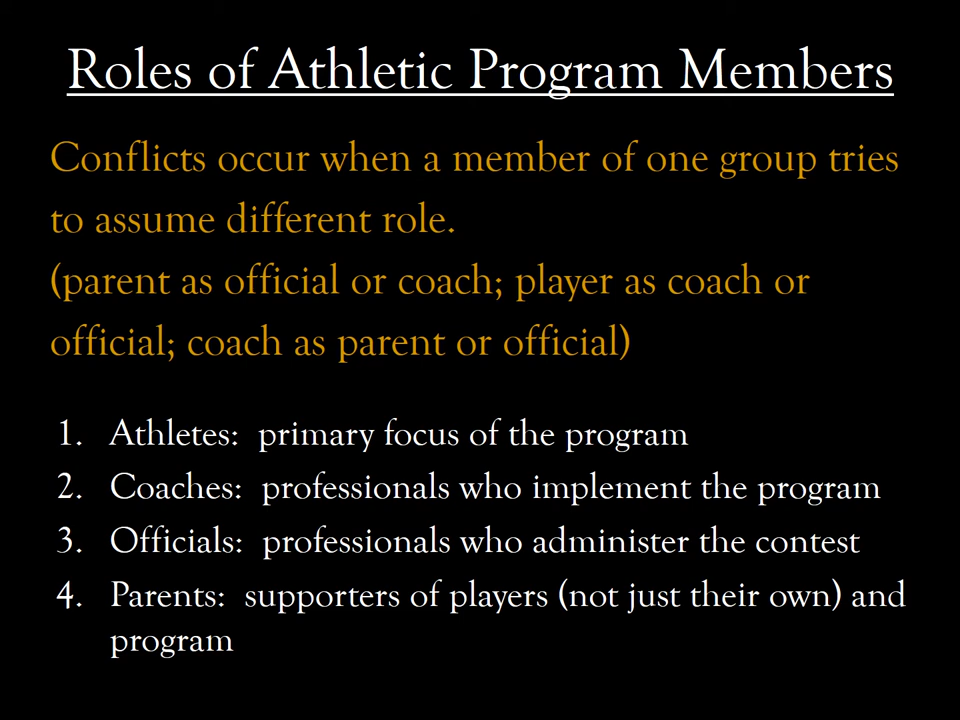 Roles of Athletic Program Members
Conflicts occur when a member of one group tries
to assume different role.
(parent as official or coach; player as coach or
official; coach as parent or official)
1. Athletes: primary focus of the program
2. Coaches: professionals who implement the program
3. Officials: professionals who administer the contest
4. Parents: supporters of players (not just their own) and
program